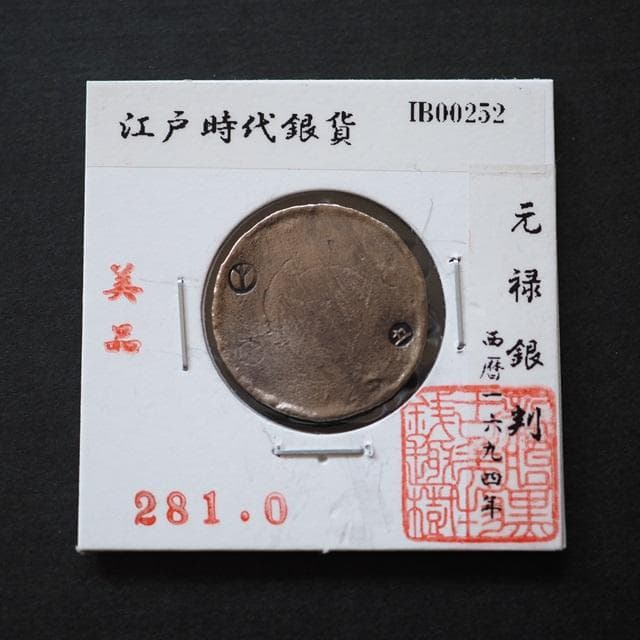 江戸時代銀貨
IB00252
元禄銀判
西暦一六九四年
美品
281.0